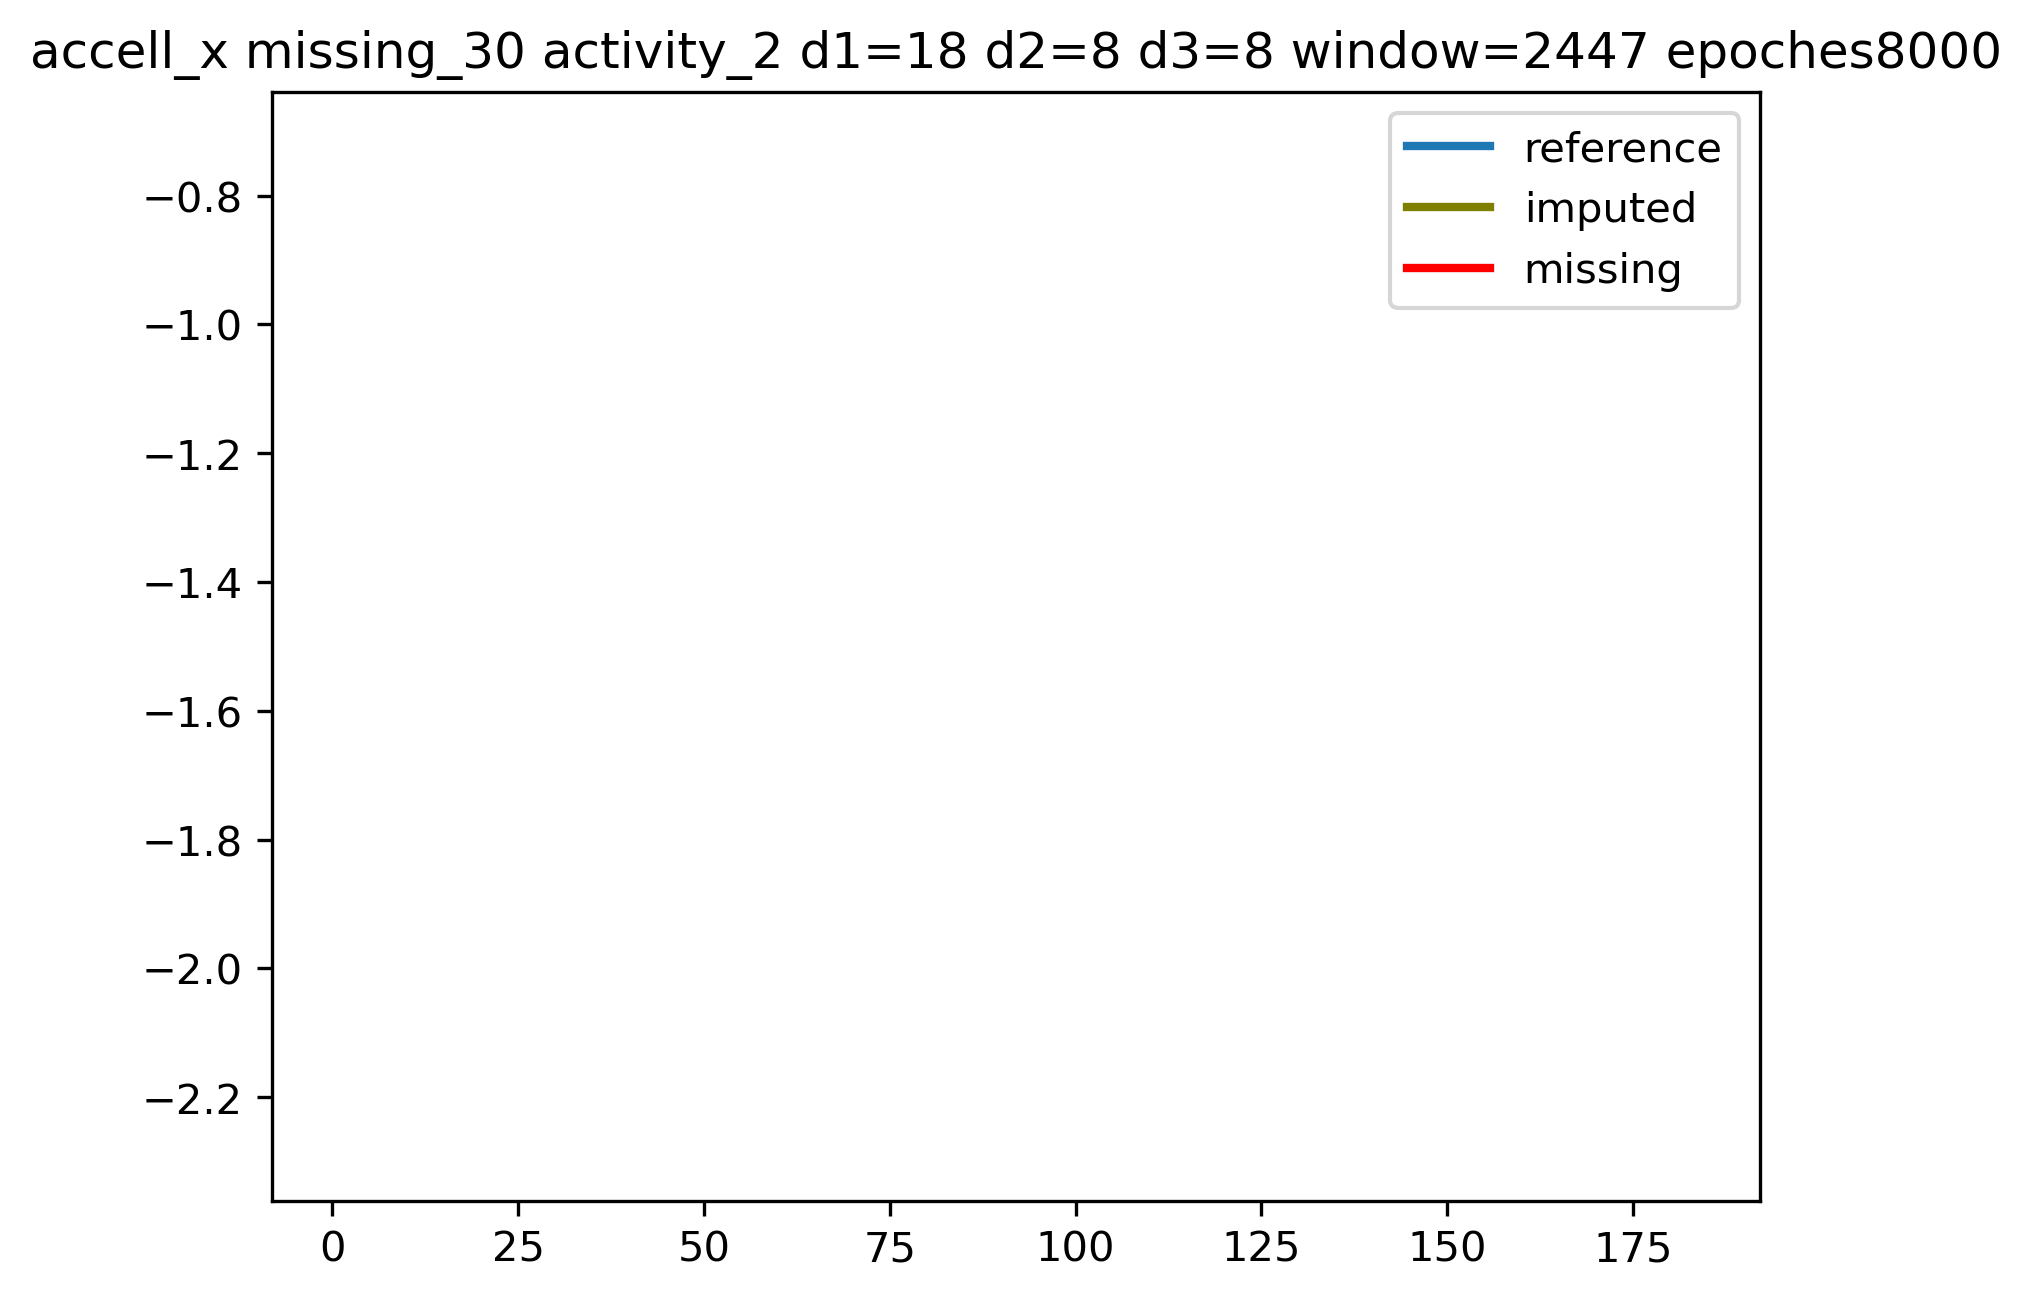 accell_x missing_30 activity_2 d1=18 d2=8 d3=8 window=2447 epoches8000
reference
imputed
missing
−0.8
−1.0
−1.2
−1.4
−1.6
−1.8
−2.0
−2.2
0 25 50 75 100 125 150 175